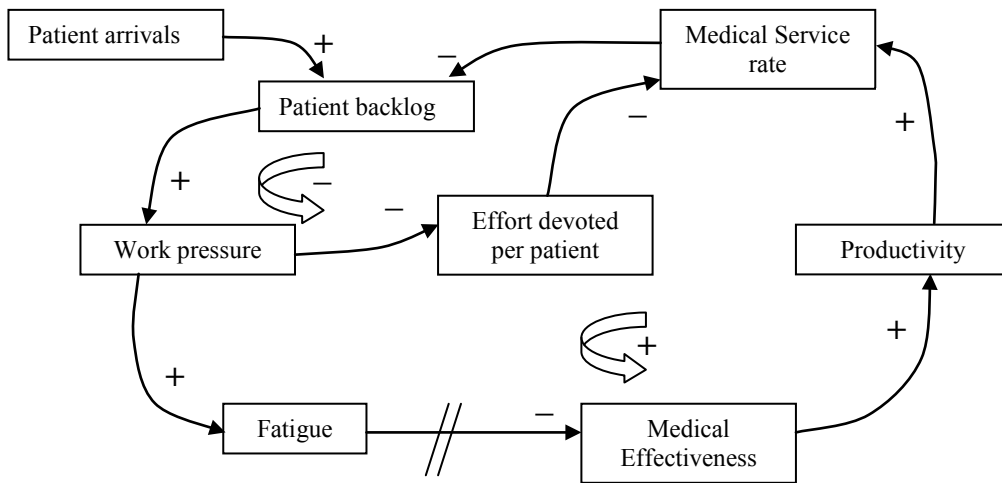 Patient arrivals
+
Medical Service
rate
−
Patient backlog
−
+
+
−
−
Effort devoted
per patient
Work pressure
Productivity
+
+
+
−
Fatigue
//
Medical
Effectiveness